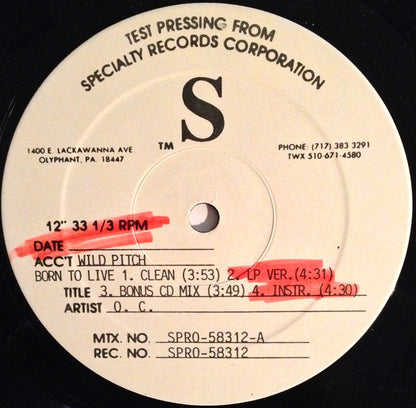 TEST PRESSING FROM
SPECIALTY RECORDS CORPORATION
S
TM
1400 E. LACKAWANNA AVE.
OLYPHANT, PA. 18447
PHONE: (717) 383 3291
TWX 510-671-4580
12" 33 1/3 RPM
DATE
ACC'T WILD PITCH
BORN TO LIVE 1. CLEAN (3:53) 2. LP VER.(4:31)
TITLE 3. BONUS CD MIX (3:49) 4. INSTR. (4:30)
ARTIST O. C.
MTX. NO. SPRO-58312-A
REC. NO. SPRO-58312